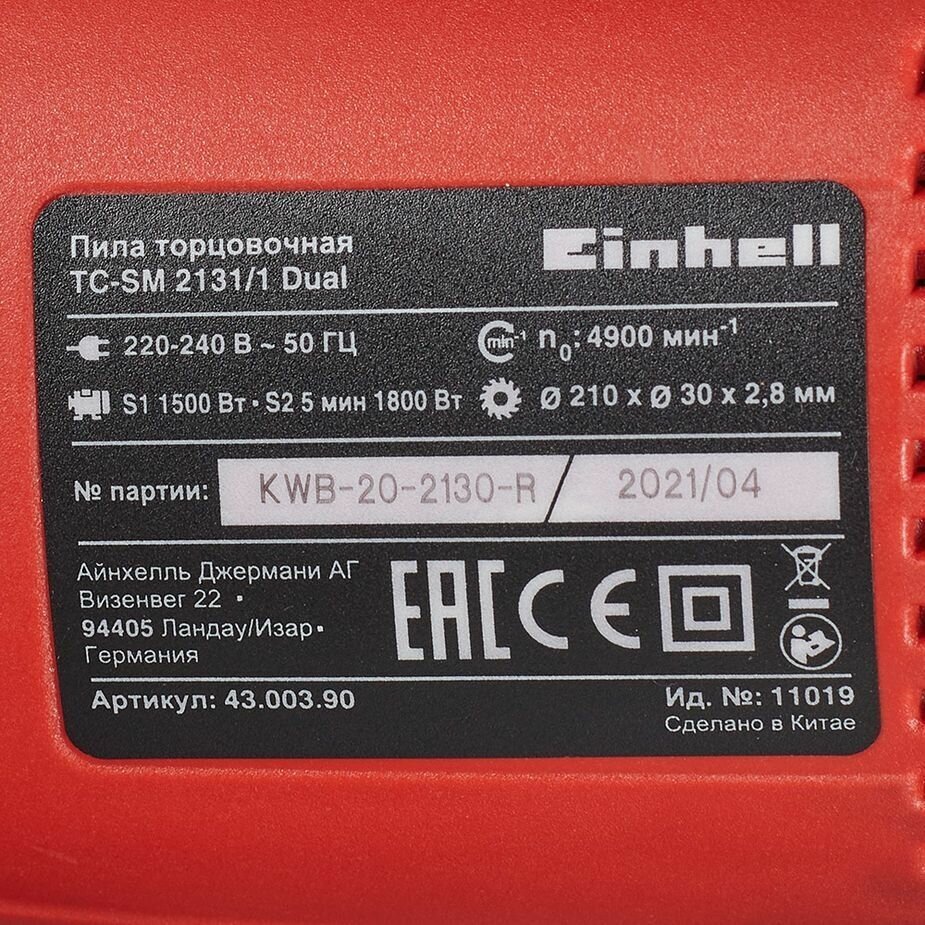 Пила торцовочная
TC-SM 2131/1 Dual
Einhell
220-240 В ~ 50 ГЦ
min⁻¹ n₀: 4900 мин⁻¹
S1 1500 Вт • S2 5 мин 1800 Вт
Ø 210 x Ø 30 x 2,8 мм
№ партии: KWB-20-2130-R / 2021/04
Айнхелль Джермани АГ
Визенвег 22 •
94405 Ландау/Изар•
Германия
EAC CE
Артикул: 43.003.90
Ид. №: 11019
Сделано в Китае